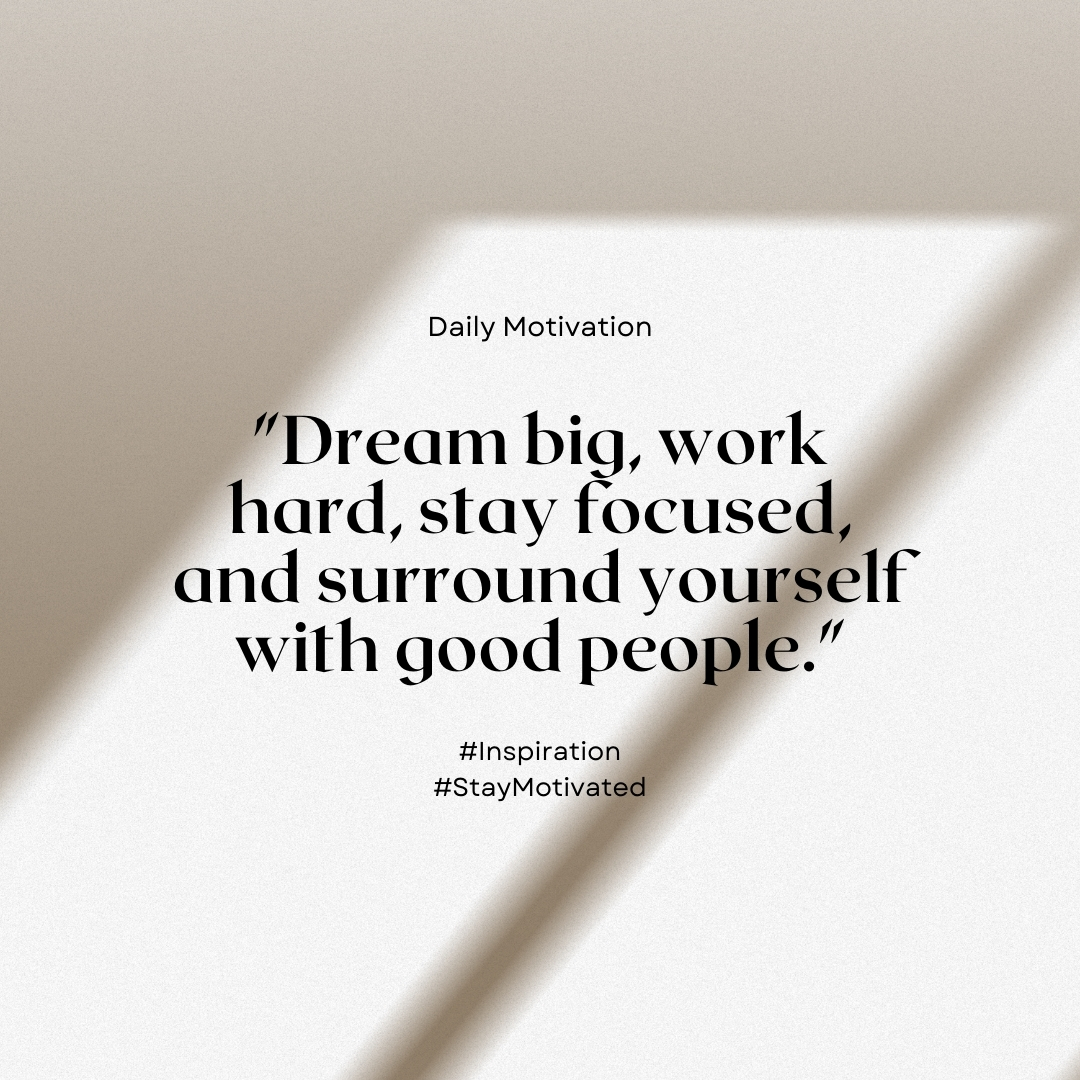 Daily Motivation
"Dream big, work
hard, stay focused,
and surround yourself
with good people."
#Inspiration
#StayMotivated